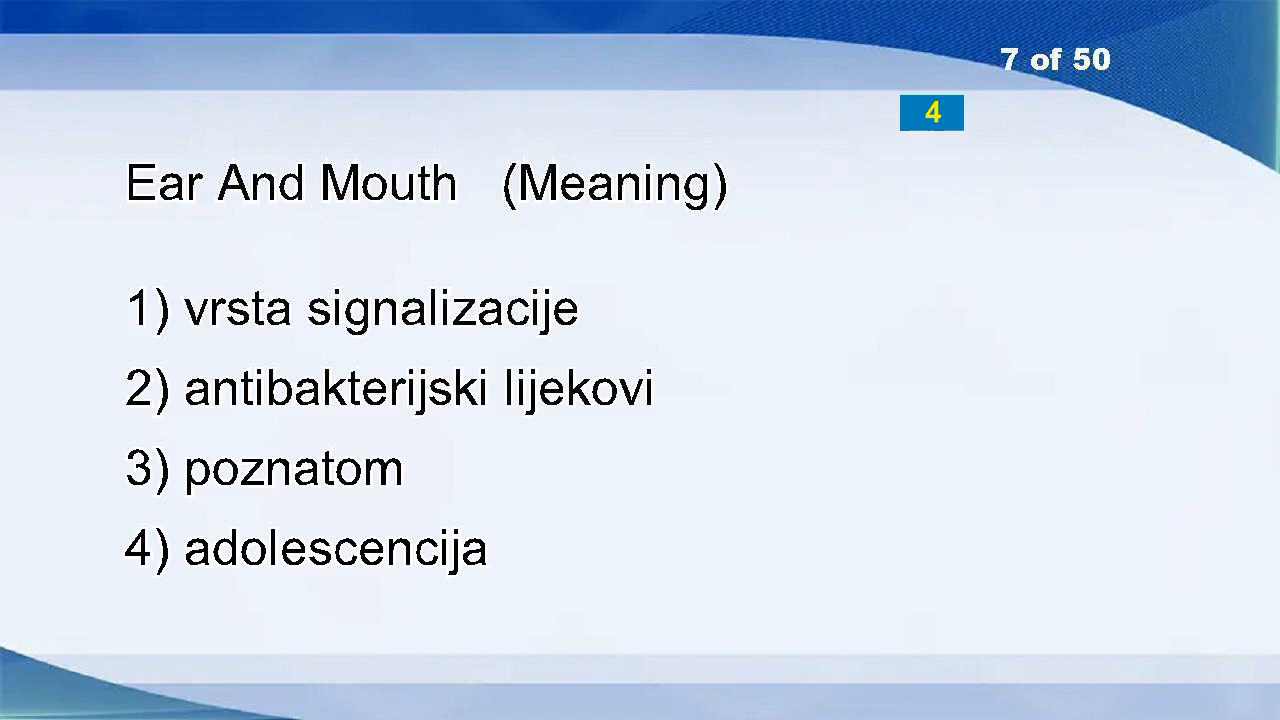 7 of 50
4
Ear And Mouth (Meaning)
1) vrsta signalizacije
2) antibakterijski lijekovi
3) poznatom
4) adolescencija